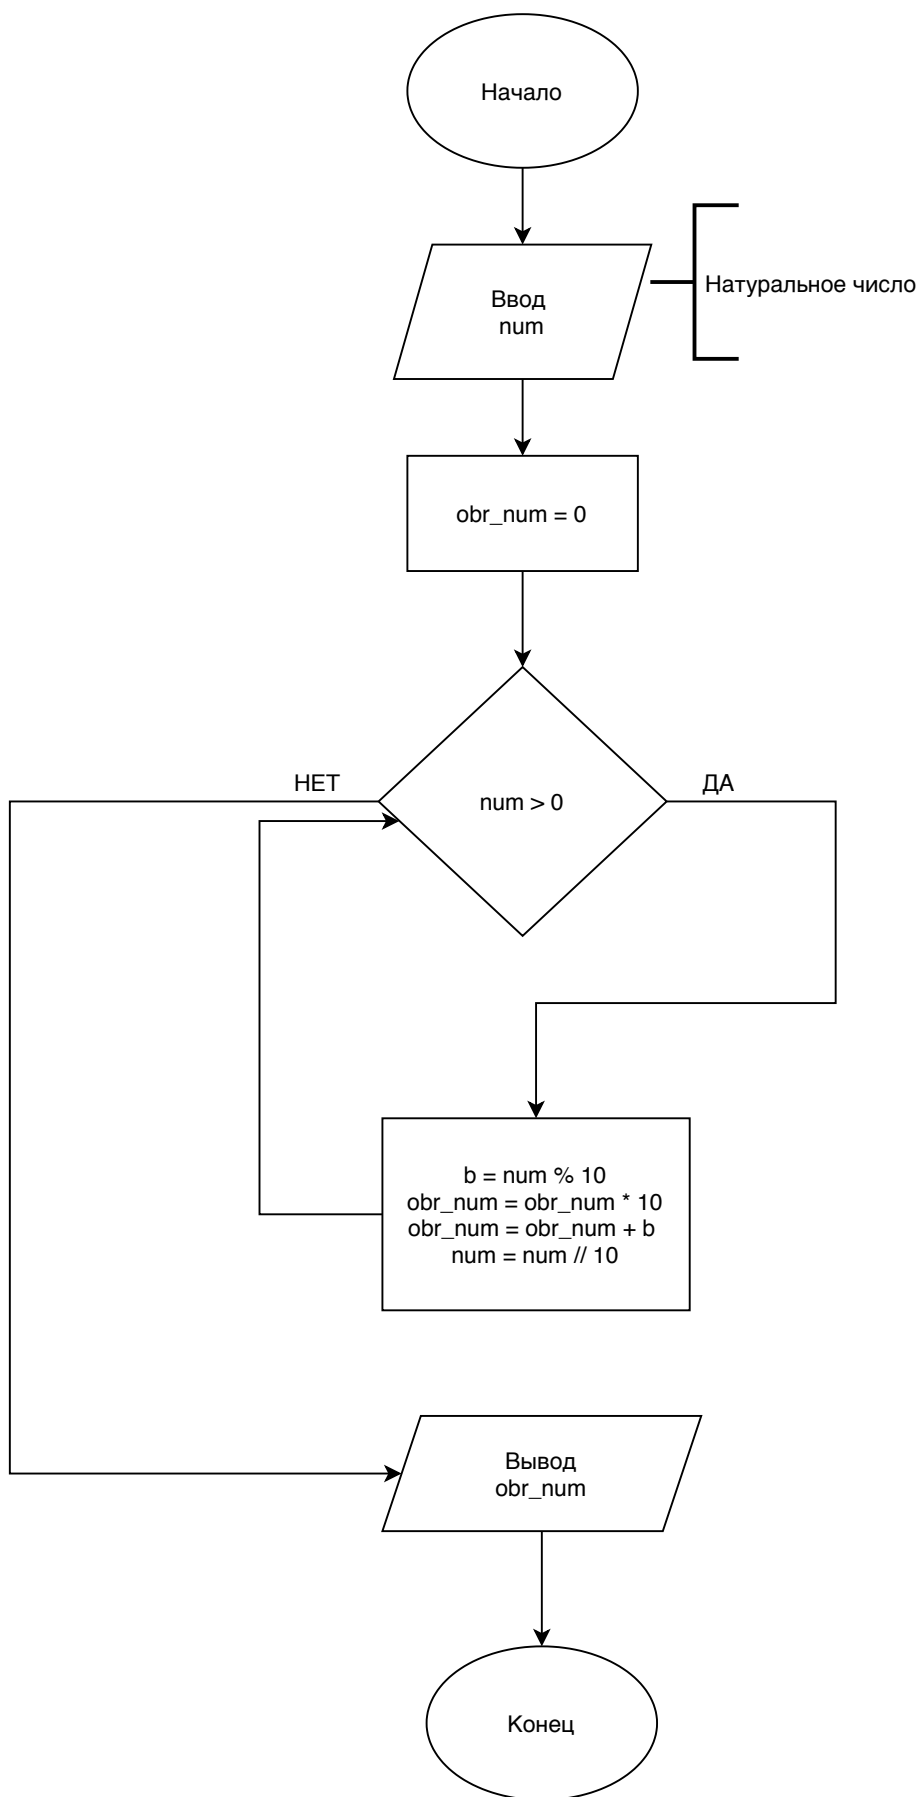 Начало
Ввод
num
Натуральное число
obr_num = 0
НЕТ
num > 0
ДА
b = num % 10
obr_num = obr_num * 10
obr_num = obr_num + b
num = num // 10
Вывод
obr_num
Конец